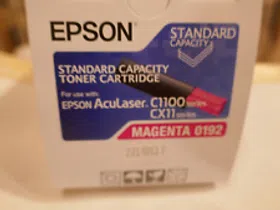 EPSON
STANDARD
CAPACITY
STANDARD CAPACITY
TONER CARTRIDGE
For use with:
EPSON AcuLaser. C1100 series
CX11 series
MAGENTA 0192